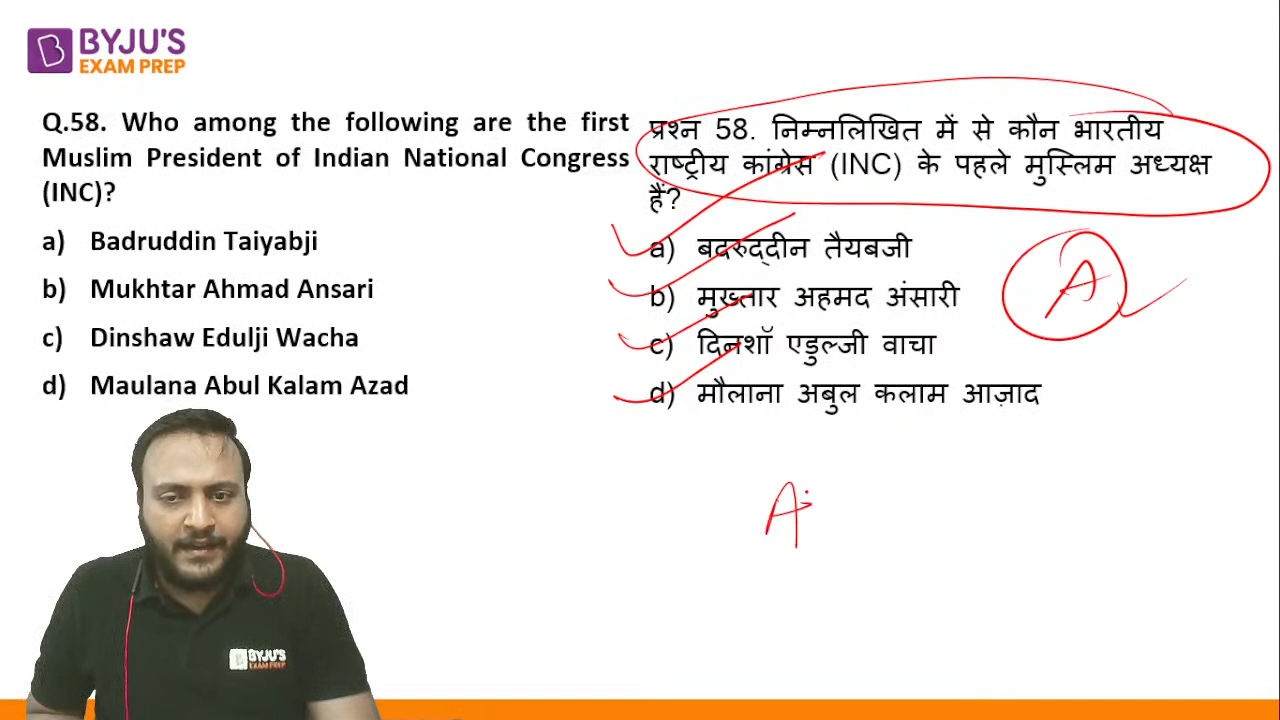 BYJU'S
EXAM PREP
Q.58. Who among the following are the first
Muslim President of Indian National Congress
(INC)?
a) Badruddin Taiyabji
b) Mukhtar Ahmad Ansari
c) Dinshaw Edulji Wacha
d) Maulana Abul Kalam Azad
प्रश्न 58. निम्नलिखित में से कौन भारतीय
राष्ट्रीय कांग्रेस (INC) के पहले मुस्लिम अध्यक्ष
हैं?
a) बदरुद्दीन तैयबजी
b) मुख्तार अहमद अंसारी
c) दिनशॉ एडुल्जी वाचा
d) मौलाना अबुल कलाम आज़ाद
A
A
BYJU'S
EXAM PREP